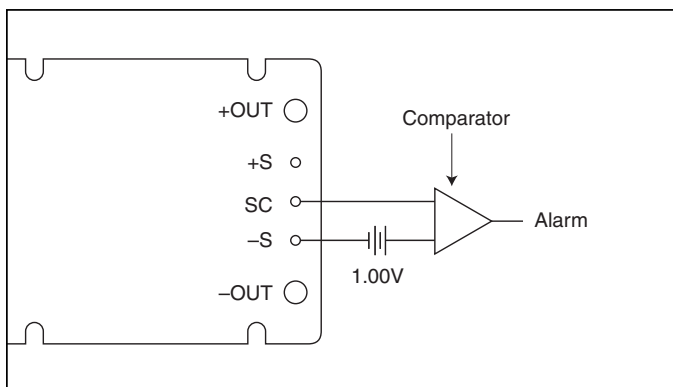 +OUT
Comparator
+S
SC
Alarm
–S
1.00V
–OUT